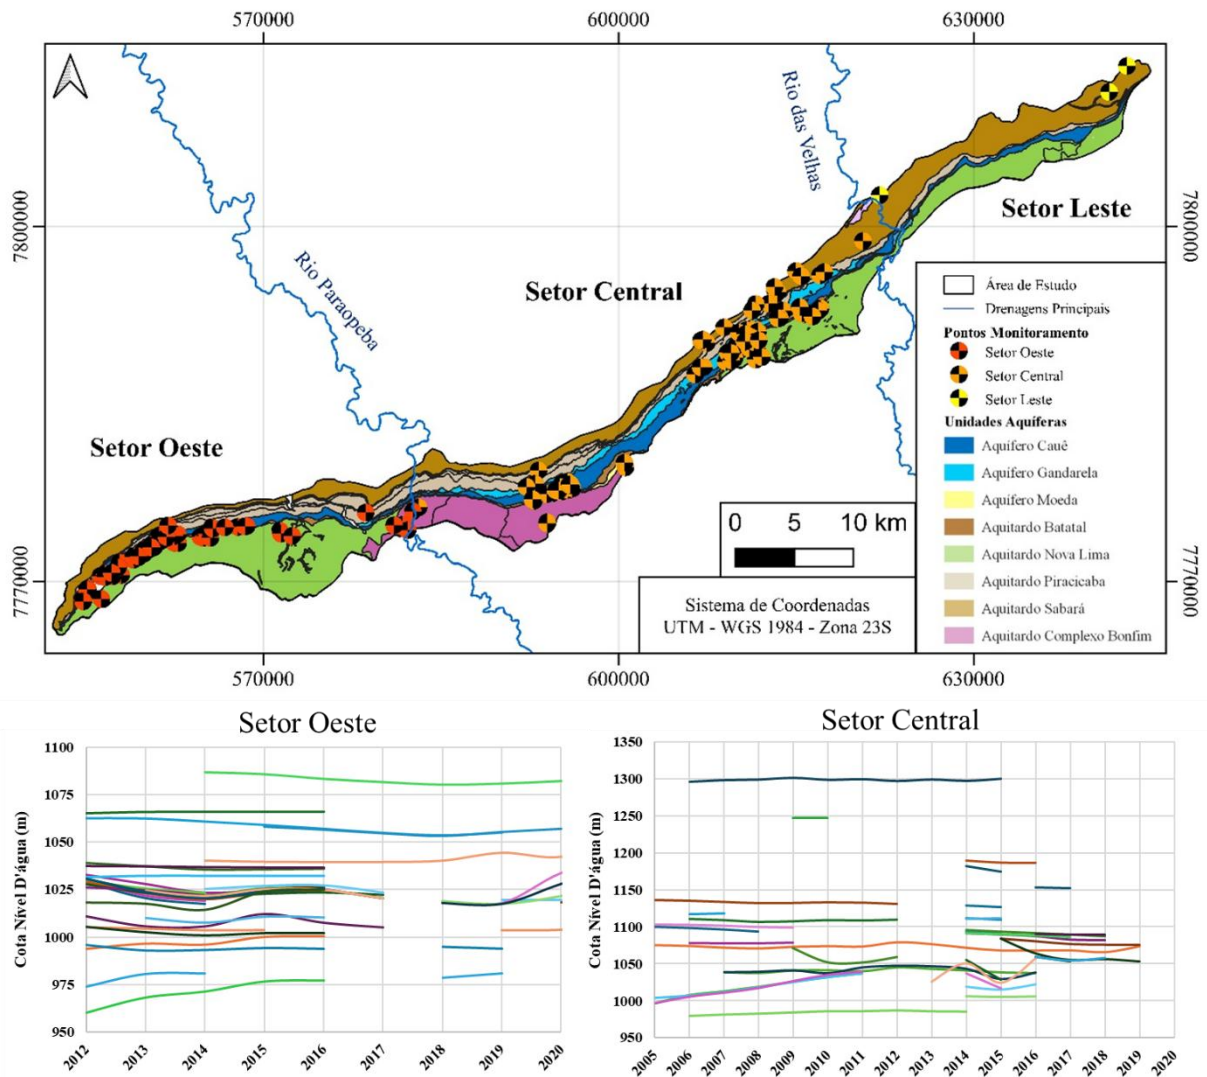 570000
600000
630000
Rio das Velhas
7800000
Setor Leste
7800000
Rio Paraopeba
Setor Central
Área de Estudo
Drenagens Principais
Pontos Monitoramento
Setor Oeste
Setor Central
Setor Leste
Unidades Aquíferas
Setor Oeste
Aquífero Cauê
Aquífero Gandarela
Aquífero Moeda
Aquitardo Batatal
Aquitardo Nova Lima
Aquitardo Piracicaba
Aquitardo Sabará
Aquitardo Complexo Bonfim
0 5 10 km
7770000
7770000
Sistema de Coordenadas
UTM - WGS 1984 - Zona 23S
570000
600000
630000
Setor Oeste
Cota Nível D'água (m)
1100
1075
1050
1025
1000
975
950
2012 2013 2014 2015 2016 2017 2018 2019 2020
Setor Central
Cota Nível D'água (m)
1350
1300
1250
1200
1150
1100
1050
1000
950
2005 2006 2007 2008 2009 2010 2011 2012 2013 2014 2015 2016 2017 2018 2019 2020